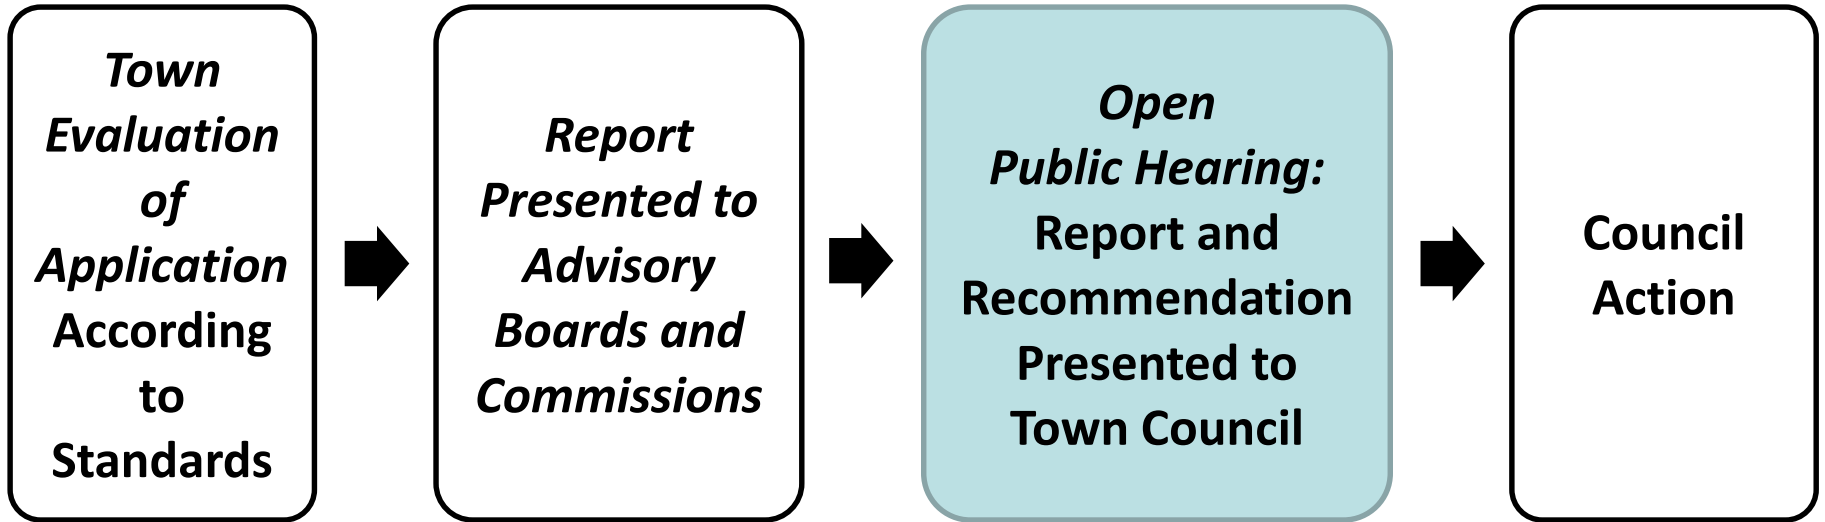 Town
Evaluation
of
Application
According
to
Standards
Report
Presented to
Advisory
Boards and
Commissions
Open
Public Hearing:
Report and
Recommendation
Presented to
Town Council
Council
Action